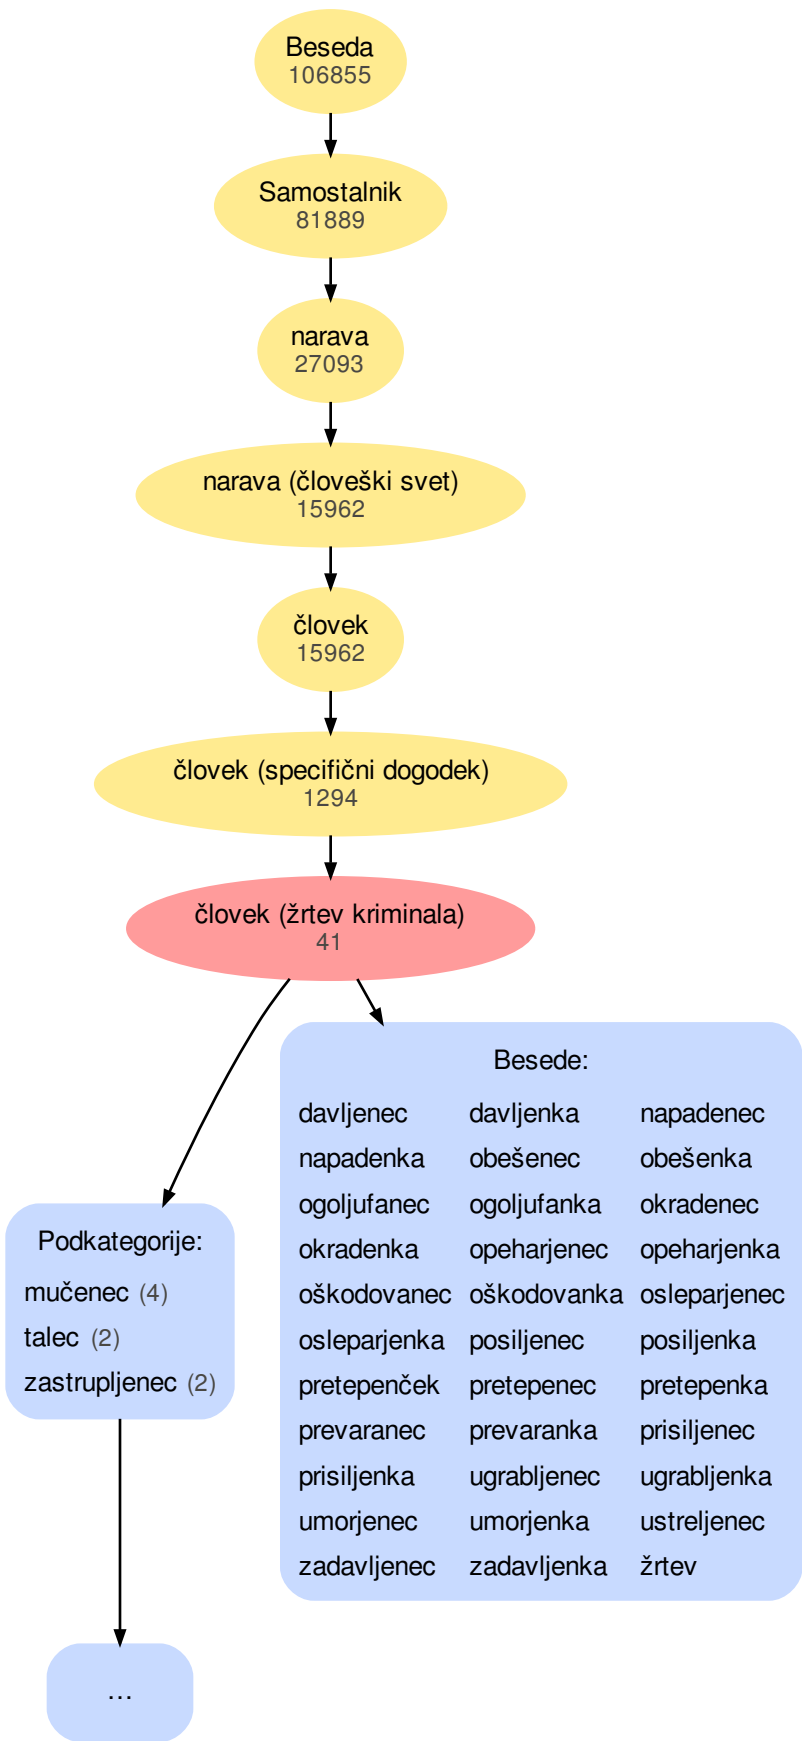 Beseda
106855
Samostalnik
81889
narava
27093
narava (človeški svet)
15962
človek
15962
človek (specifični dogodek)
1294
človek (žrtev kriminala)
41
Besede:
davljenec davljenka napadenec
napadenka obešenec obešenka
ogoljufanec ogoljufanka okradenec
okradenka opeharjenec opeharjenka
oškodovanec oškodovanka osleparjenec
osleparjenka posiljenec posiljenka
pretepenček pretepenec pretepenka
prevaranec prevaranka prisiljenec
prisiljenka ugrabljenec ugrabljenka
umorjenec umorjenka ustreljenec
zadavljenec zadavljenka žrtev
Podkategorije:
mučenec (4)
talec (2)
zastrupljenec (2)
...